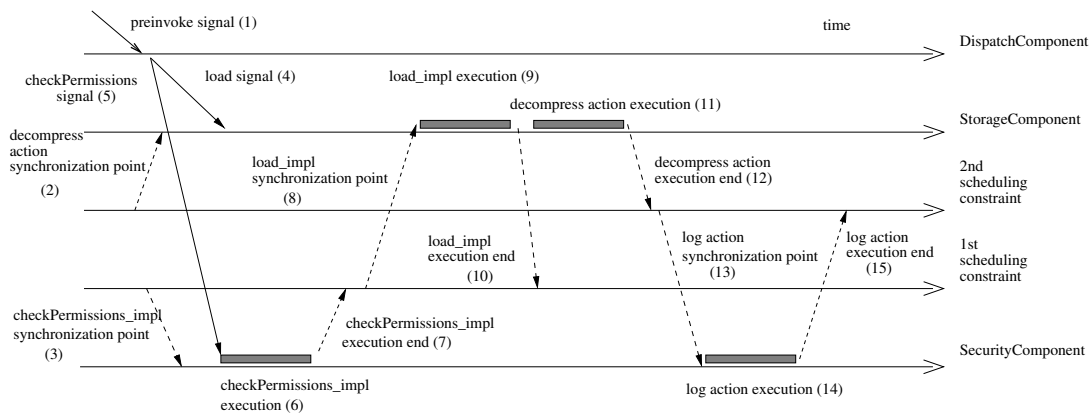 preinvoke signal (1)
time
DispatchComponent
checkPermissions
signal (5)
load signal (4)
load_impl execution (9)
decompress action execution (11)
StorageComponent
decompress
action
synchronization point
(2)
load_impl
synchronization point
(8)
decompress action
execution end (12)
2nd
scheduling
constraint
load_impl
execution end
(10)
log action
synchronization point
(13)
log action
execution end
(15)
1st
scheduling
constraint
checkPermissions_impl
synchronization point
(3)
checkPermissions_impl
execution end (7)
SecurityComponent
checkPermissions_impl
execution (6)
log action execution (14)